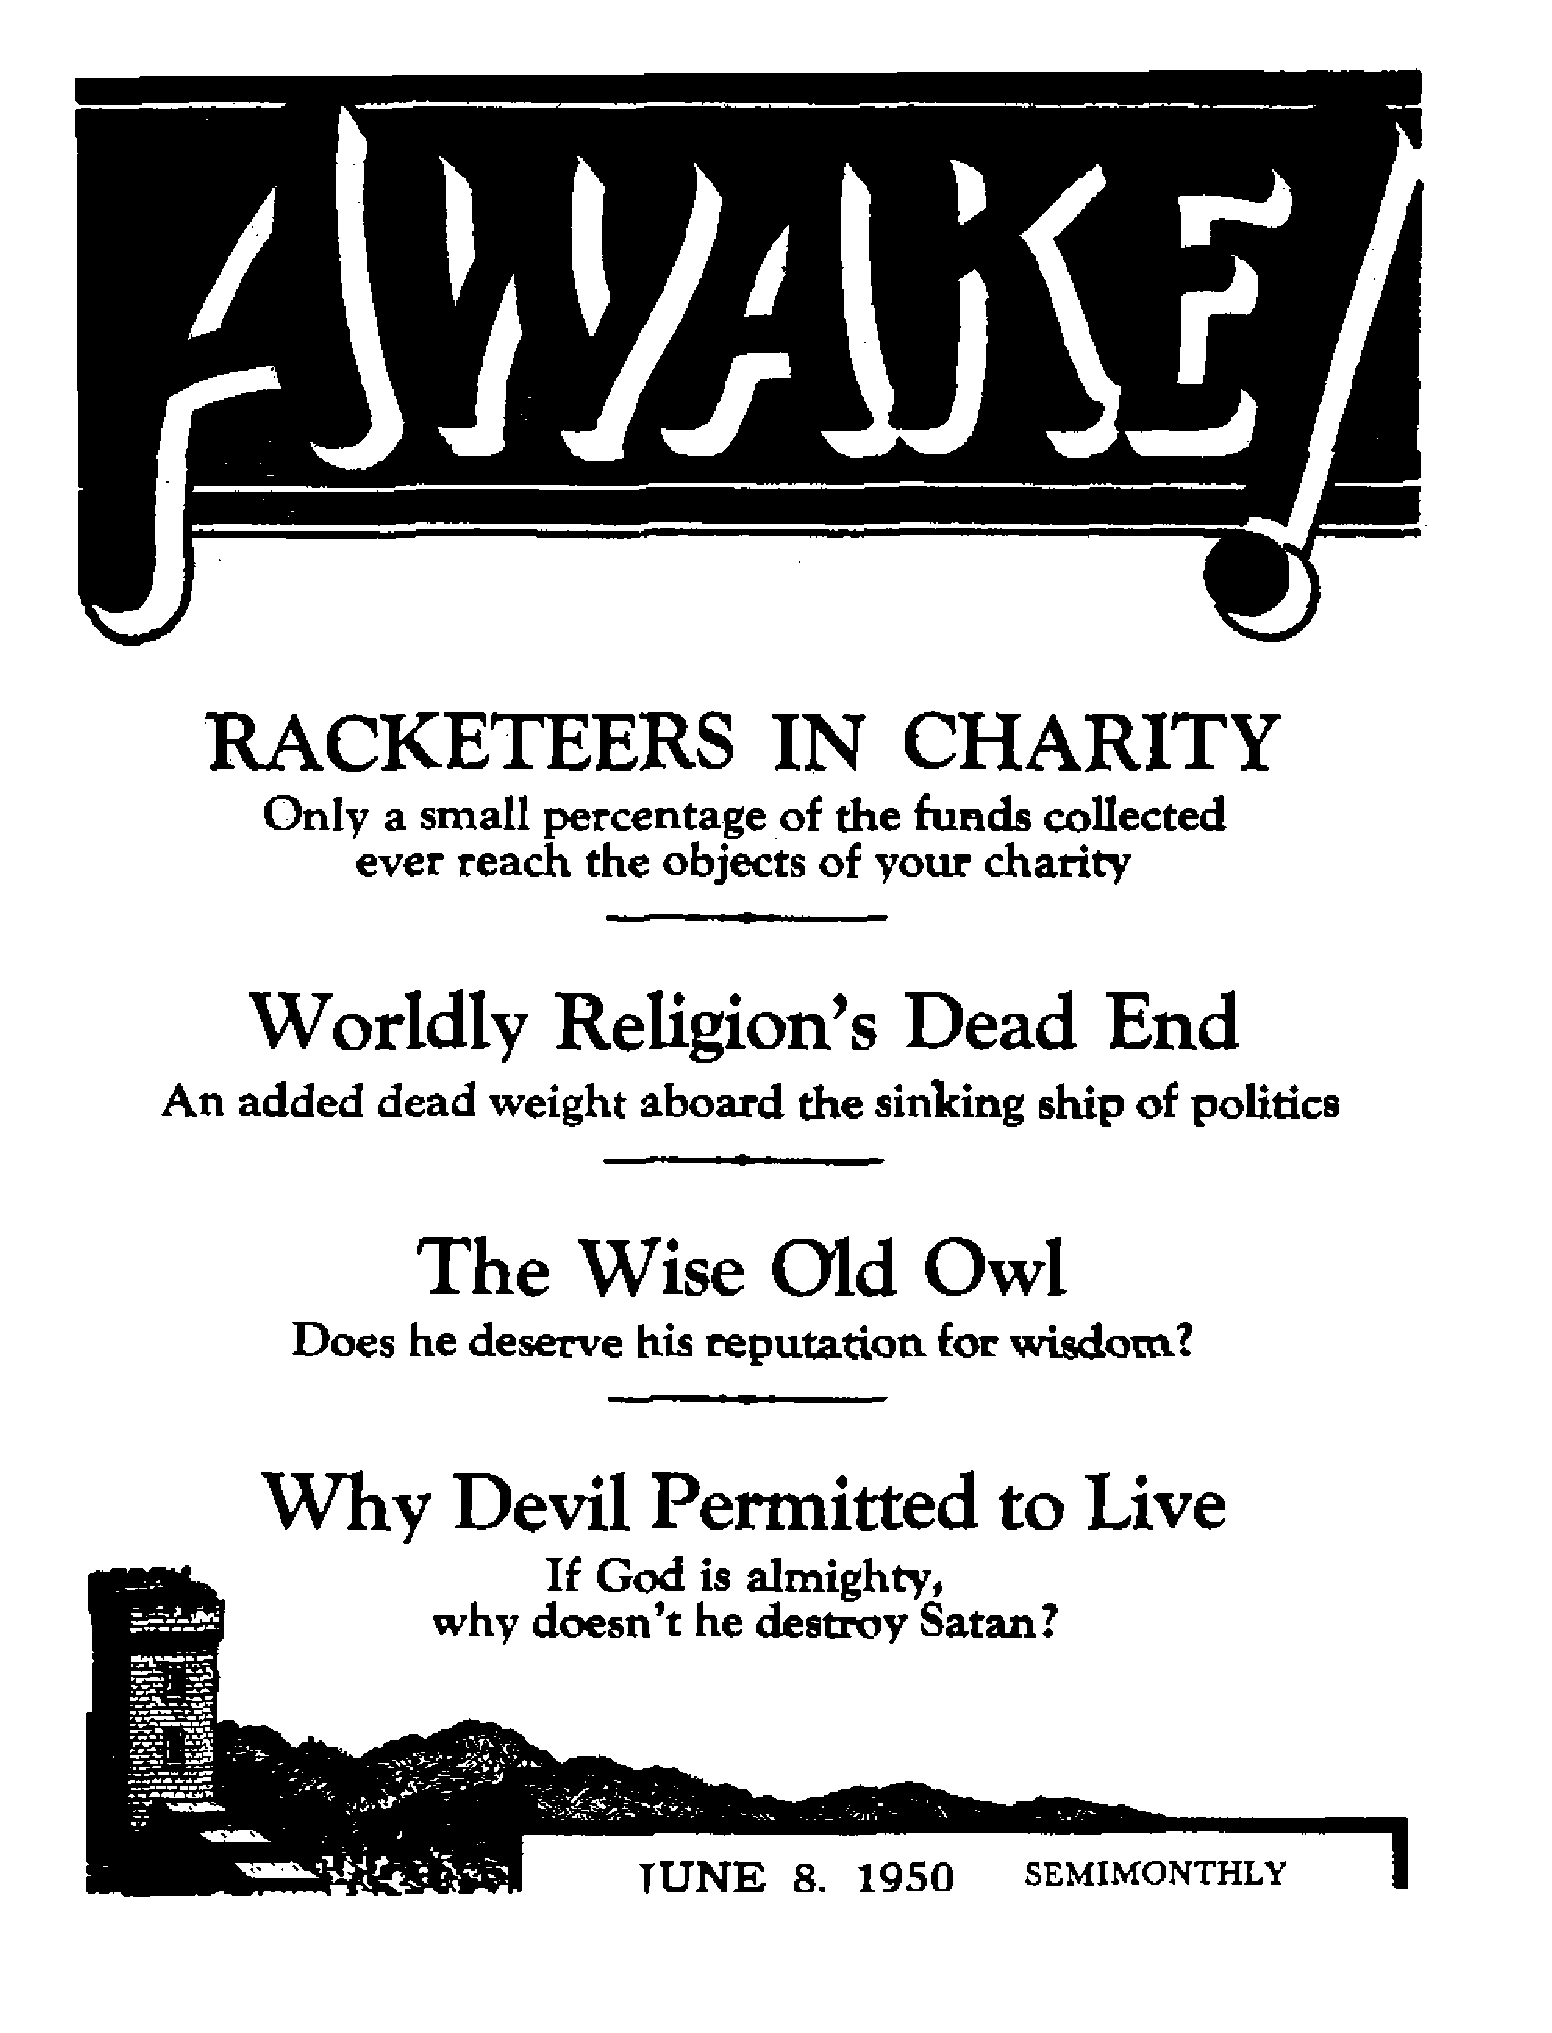 AWAKE!
RACKETEERS IN CHARITY
Only a small percentage of the funds collected
ever reach the objects of your charity
Worldly Religion's Dead End
An added dead weight aboard the sinking ship of politics
The Wise Old Owl
Does he deserve his reputation for wisdom?
Why Devil Permitted to Live
If God is almighty,
why doesn't he destroy Satan?
JUNE 8, 1950 SEMIMONTHLY